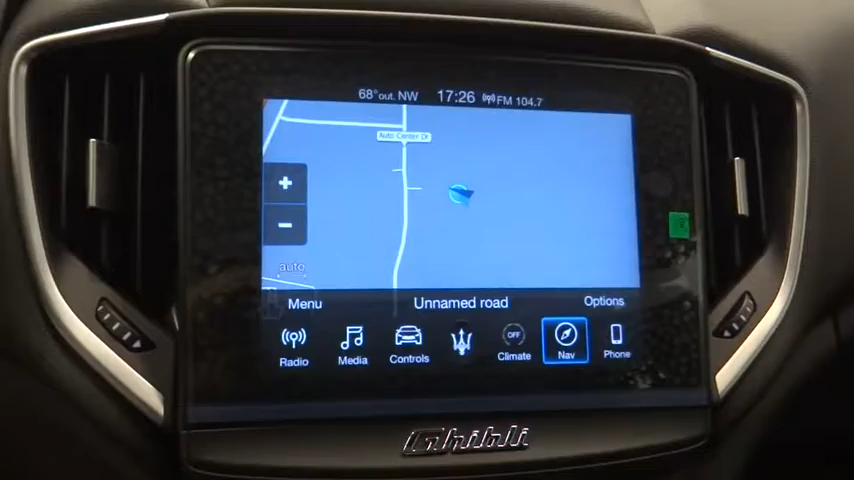 68° out. NW 17:26 FM 104.7
Auto Center Dr
+
−
auto
Menu Unnamed road Options
Radio Media Controls OFF Climate Nav Phone
Ghibli